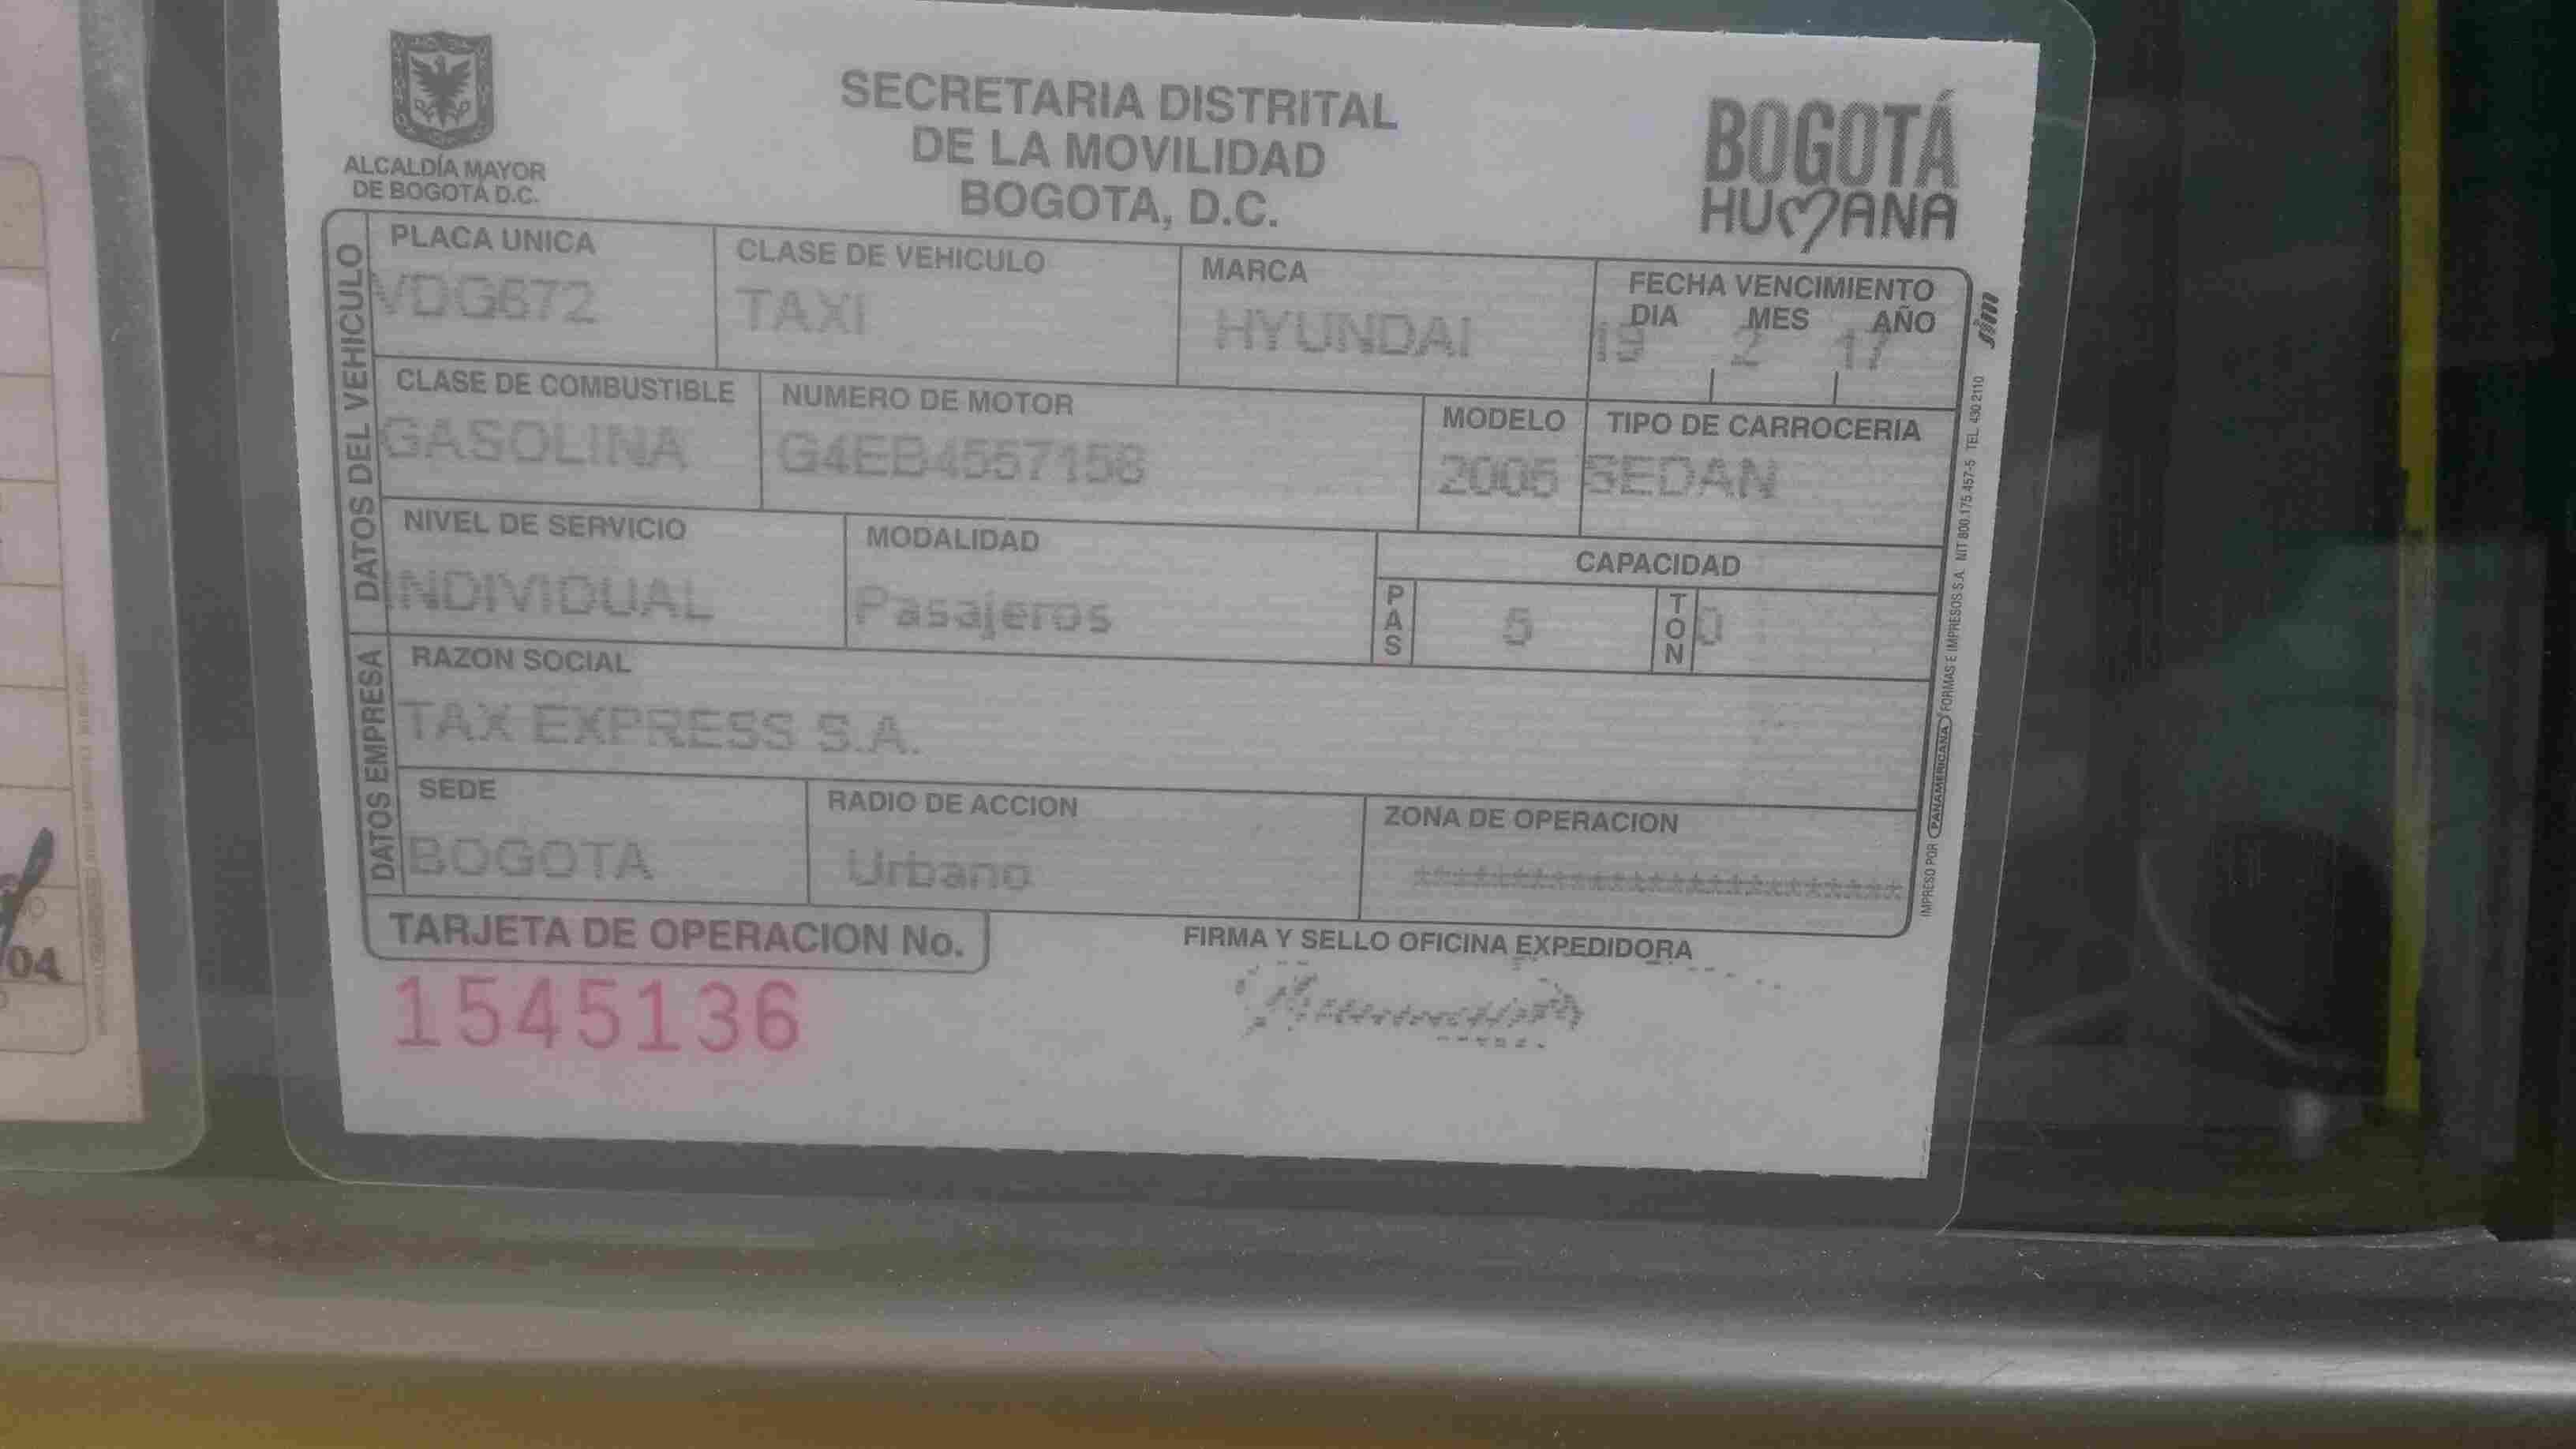 ALCALDÍA MAYOR
DE BOGOTÁ D.C.
SECRETARIA DISTRITAL
DE LA MOVILIDAD
BOGOTA, D.C.
BOGOTÁ
HUMANA
DATOS DEL VEHICULO
PLACA UNICA
VDG672
CLASE DE VEHICULO
TAXI
MARCA
HYUNDAI
FECHA VENCIMIENTO
DIA MES AÑO
2 17
CLASE DE COMBUSTIBLE
GASOLINA
NUMERO DE MOTOR
G4EB4557158
MODELO
2005
TIPO DE CARROCERIA
SEDAN
NIVEL DE SERVICIO
INDIVIDUAL
MODALIDAD
Pasajeros
CAPACIDAD
PAS
5
TON
0
DATOS EMPRESA
RAZON SOCIAL
TAX EXPRESS S.A.
SEDE
BOGOTA
RADIO DE ACCION
Urbano
ZONA DE OPERACION
TARJETA DE OPERACION No.
1545136
FIRMA Y SELLO OFICINA EXPEDIDORA
IMPRESO POR PANAMERICANA FORMAS E IMPRESOS S.A. NIT 800.175.457-5 TEL. 430 2110
sim
/04